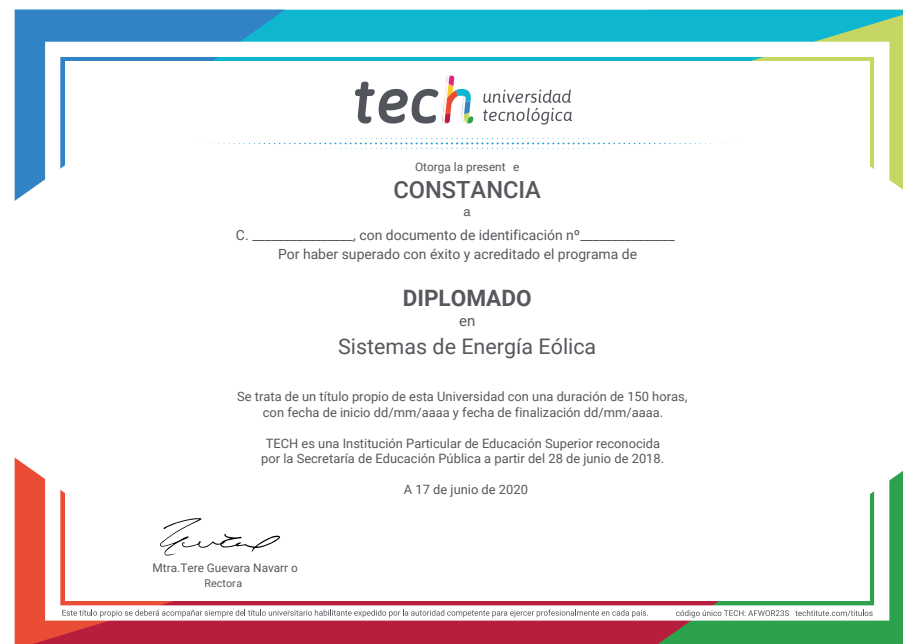 tech universidad
tecnológica
Otorga la present e
CONSTANCIA
a
C. ________________, con documento de identificación nº_______________
Por haber superado con éxito y acreditado el programa de
DIPLOMADO
en
Sistemas de Energía Eólica
Se trata de un título propio de esta Universidad con una duración de 150 horas,
con fecha de inicio dd/mm/aaaa y fecha de finalización dd/mm/aaaa.
TECH es una Institución Particular de Educación Superior reconocida
por la Secretaría de Educación Pública a partir del 28 de junio de 2018.
A 17 de junio de 2020
Mtra.Tere Guevara Navarr o
Rectora
Este título propio se deberá acompañar siempre del título universitario habilitante expedido por la autoridad competente para ejercer profesionalmente en cada país. código único TECH: AFWOR23S techtitute.com/titulos